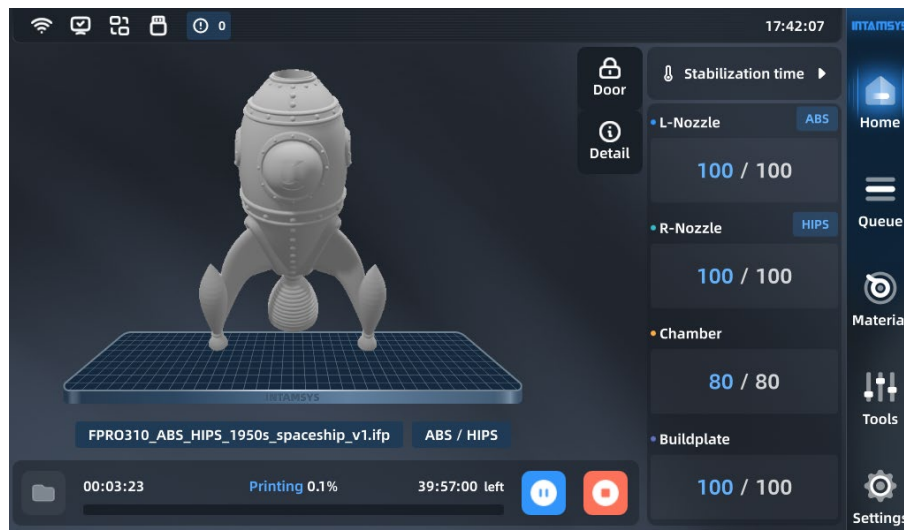 0
17:42:07
INTAMSYS
Door
Detail
Stabilization time
L-Nozzle ABS
100 / 100
R-Nozzle HIPS
100 / 100
Chamber
80 / 80
Buildplate
100 / 100
Home
Queue
Materia
Tools
Settings
INTAMSYS
FPRO310_ABS_HIPS_1950s_spaceship_v1.ifp ABS / HIPS
00:03:23 Printing 0.1% 39:57:00 left